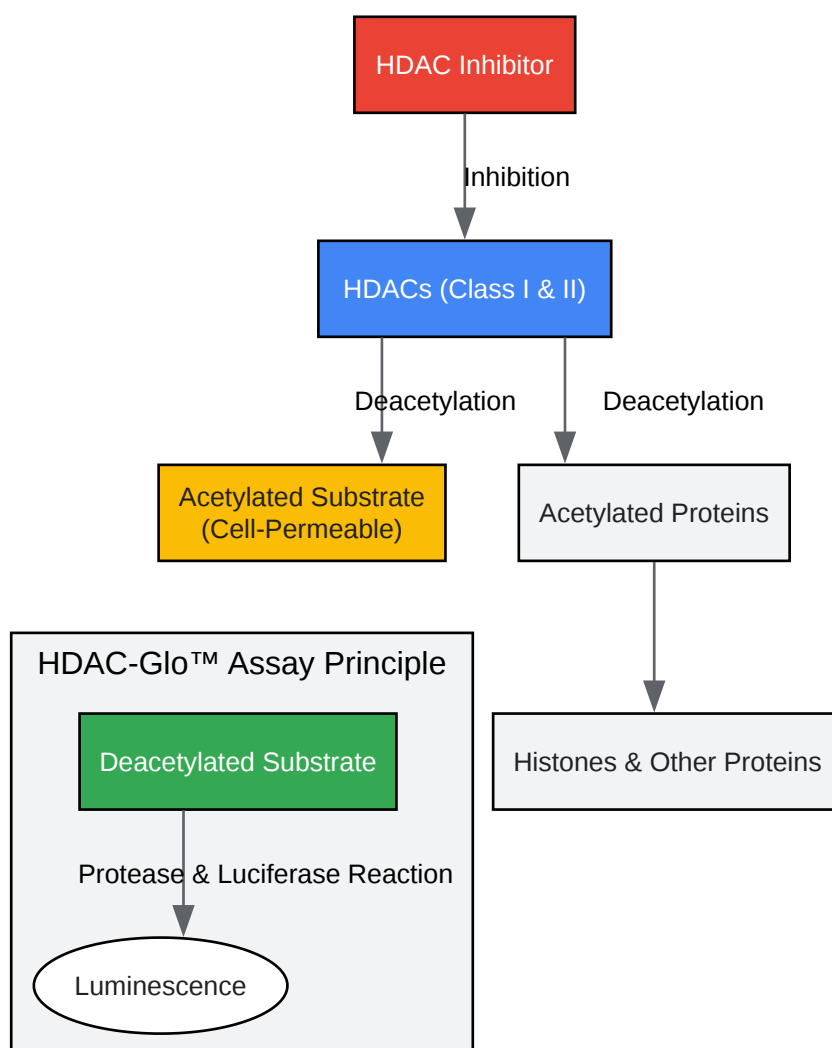 HDAC Inhibitor
Inhibition
HDACs (Class I & II)
Deacetylation
Deacetylation
Acetylated Substrate
(Cell-Permeable)
Acetylated Proteins
HDAC-Glo™ Assay Principle
Deacetylated Substrate
Histones & Other Proteins
Protease & Luciferase Reaction
Luminescence